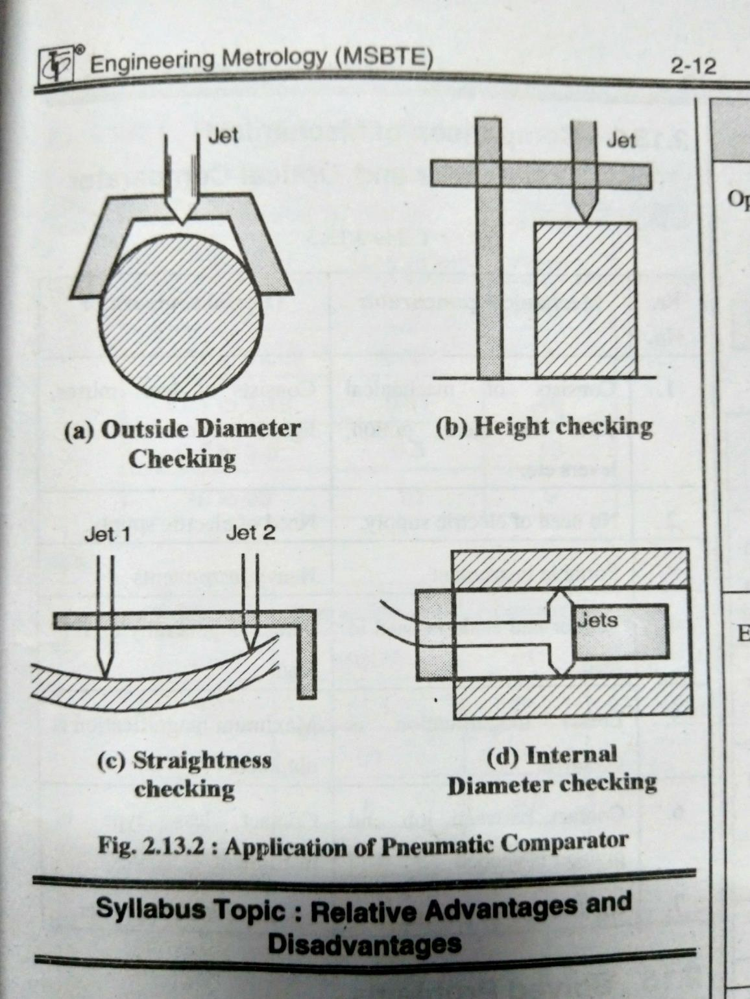 Engineering Metrology (MSBTE)
2-12
Jet
Jet
Op
(a) Outside Diameter
Checking
(b) Height checking
Jet 1
Jet 2
Jets
E
(c) Straightness
checking
(d) Internal
Diameter checking
Fig. 2.13.2 : Application of Pneumatic Comparator
Syllabus Topic : Relative Advantages and
Disadvantages